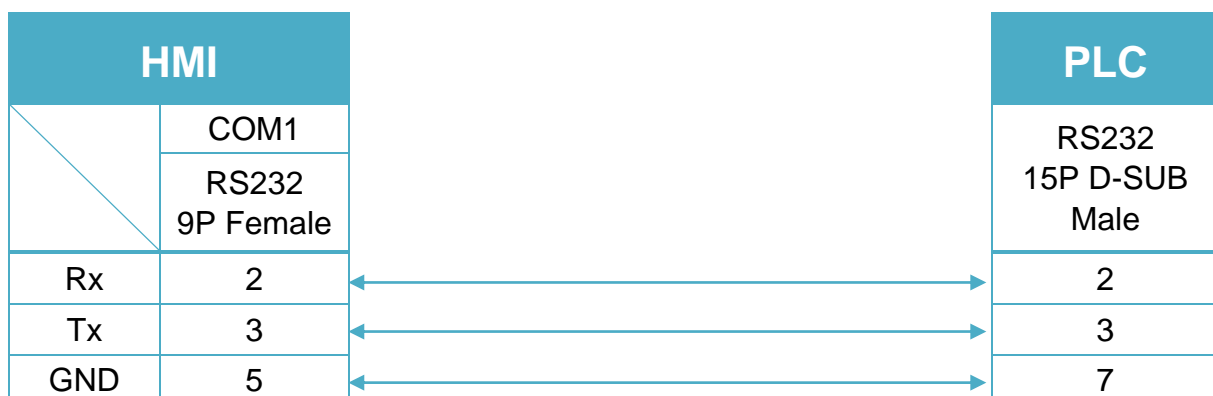 HMI
PLC
COM1
RS232
9P Female
RS232
15P D-SUB
Male
Rx 2 2
Tx 3 3
GND 5 7